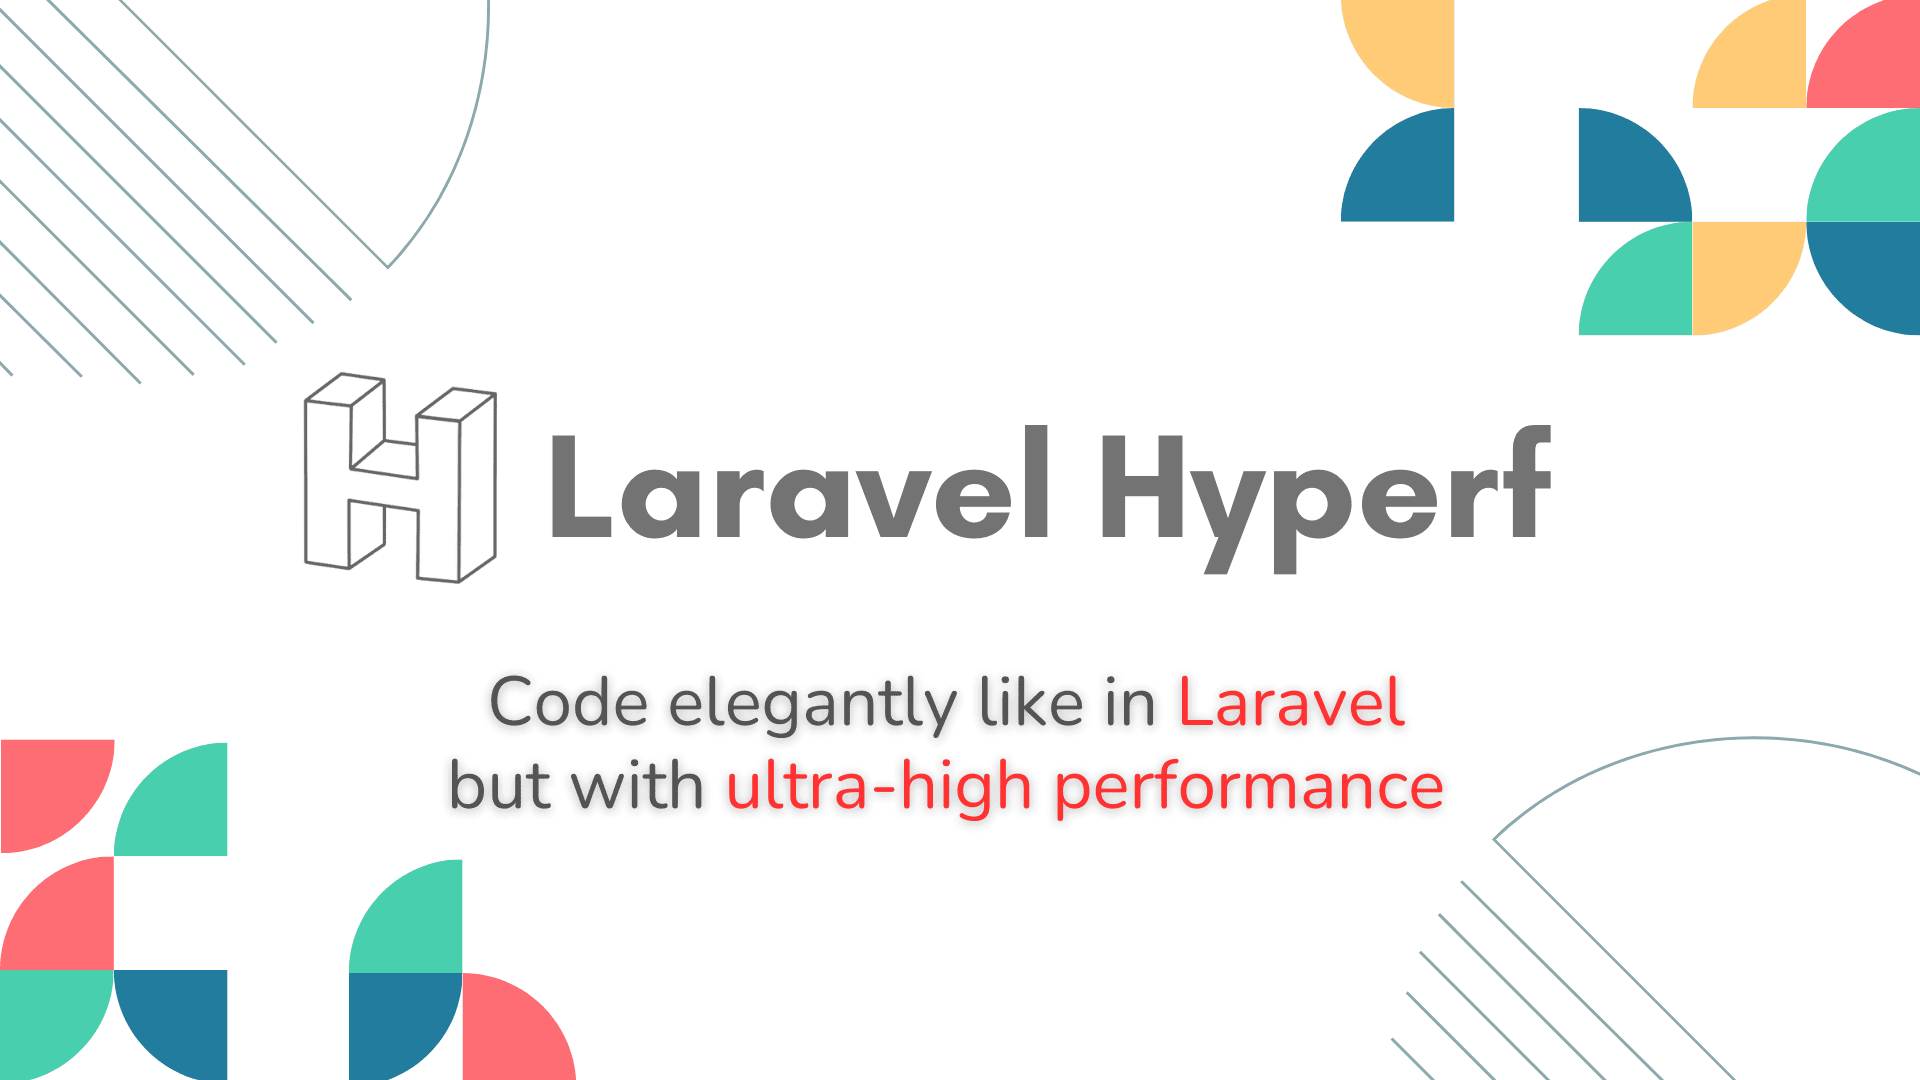 H Laravel Hyperf
Code elegantly like in Laravel
but with ultra-high performance